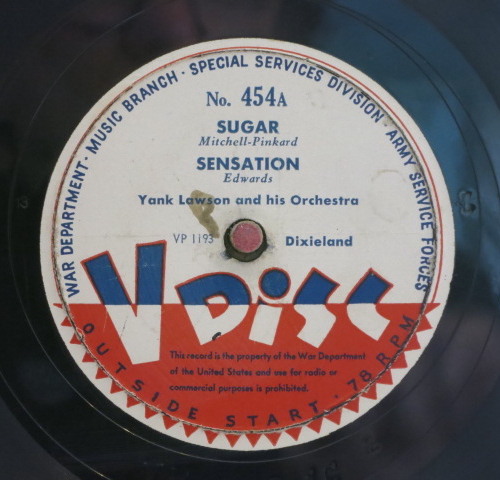 WAR DEPARTMENT · MUSIC BRANCH · SPECIAL SERVICES DIVISION · ARMY SERVICE FORCES
No. 454A
SUGAR
Mitchell-Pinkard
SENSATION
Edwards
Yank Lawson and his Orchestra
VP 1193 Dixieland
V DISC
This record is the property of the War Department
of the United States and use for radio or
commercial purposes is prohibited.
OUTSIDE START · 78 RPM